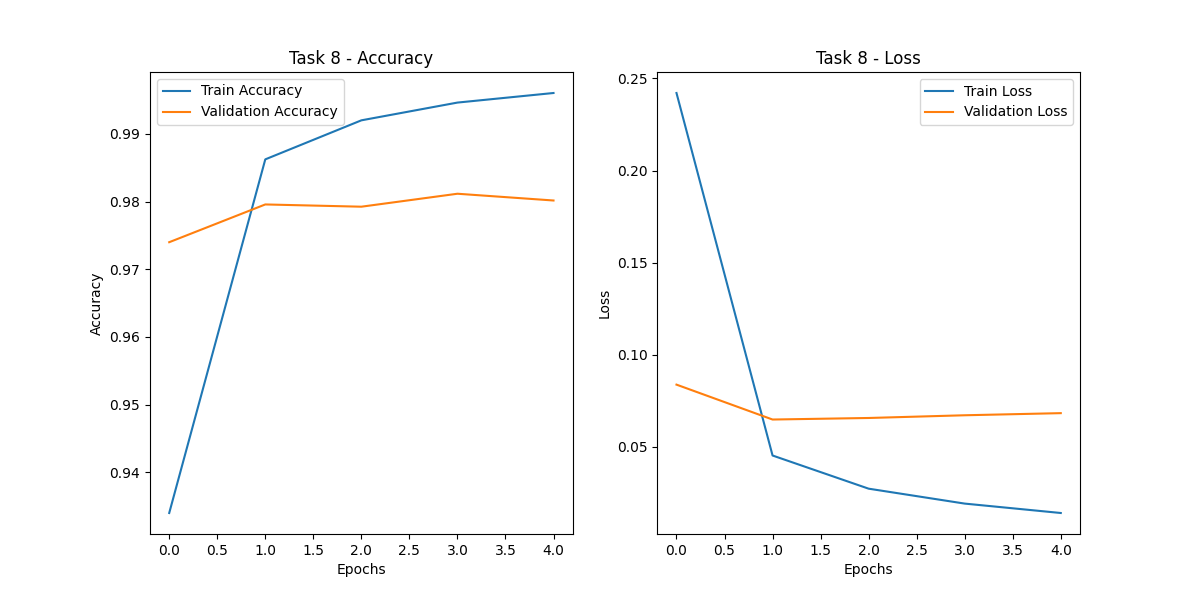 Task 8 - Accuracy
Train Accuracy
Validation Accuracy
0.99
0.98
0.97
0.96
0.95
0.94
Accuracy
0.0 0.5 1.0 1.5 2.0 2.5 3.0 3.5 4.0
Epochs
Task 8 - Loss
Train Loss
Validation Loss
0.25
0.20
0.15
0.10
0.05
Loss
0.0 0.5 1.0 1.5 2.0 2.5 3.0 3.5 4.0
Epochs